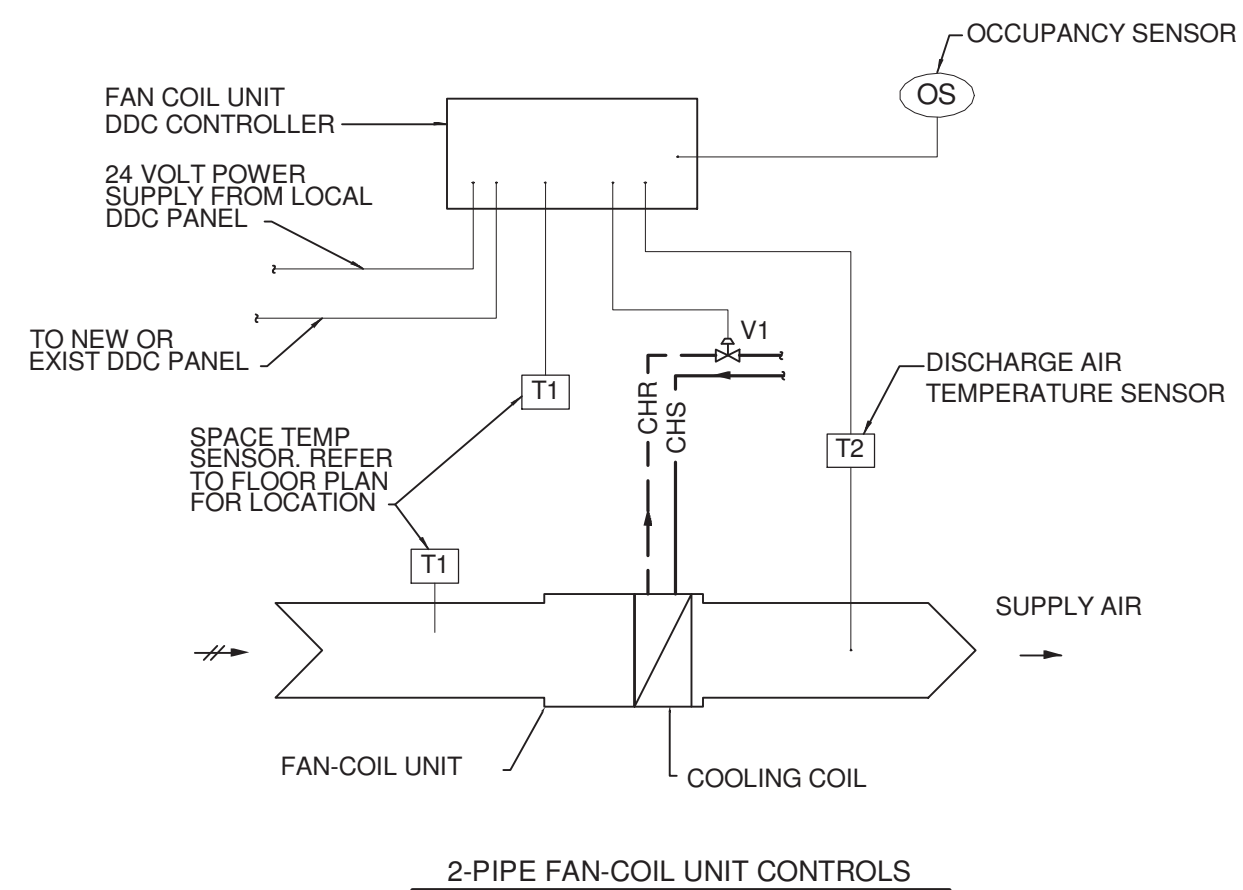 OCCUPANCY SENSOR
OS
FAN COIL UNIT
DDC CONTROLLER
24 VOLT POWER
SUPPLY FROM LOCAL
DDC PANEL
TO NEW OR
EXIST DDC PANEL
V1
DISCHARGE AIR
TEMPERATURE SENSOR
T1
CHR
CHS
T2
SPACE TEMP
SENSOR. REFER
TO FLOOR PLAN
FOR LOCATION
T1
SUPPLY AIR
FAN-COIL UNIT
COOLING COIL
2-PIPE FAN-COIL UNIT CONTROLS